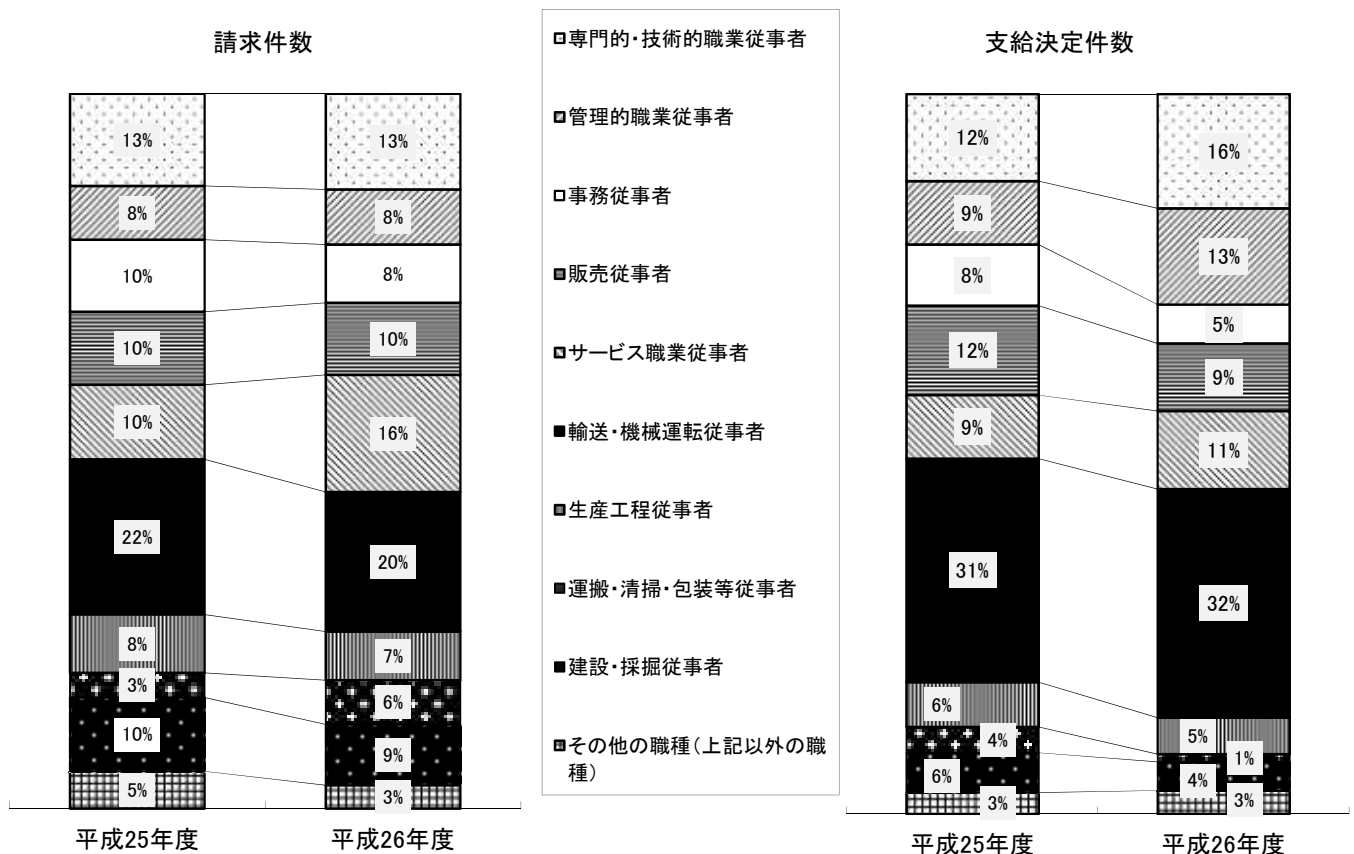 請求件数
13%
8%
10%
10%
10%
22%
8%
3%
10%
5%
平成25年度
13%
8%
8%
10%
16%
20%
7%
6%
9%
3%
平成26年度
専門的・技術的職業従事者
管理的職業従事者
事務従事者
販売従事者
サービス職業従事者
輸送・機械運転従事者
生産工程従事者
運搬・清掃・包装等従事者
建設・採掘従事者
その他の職種(上記以外の職
種)
支給決定件数
12%
9%
8%
12%
9%
31%
6%
4%
6%
3%
平成25年度
16%
13%
5%
9%
11%
32%
5%
1%
4%
3%
平成26年度